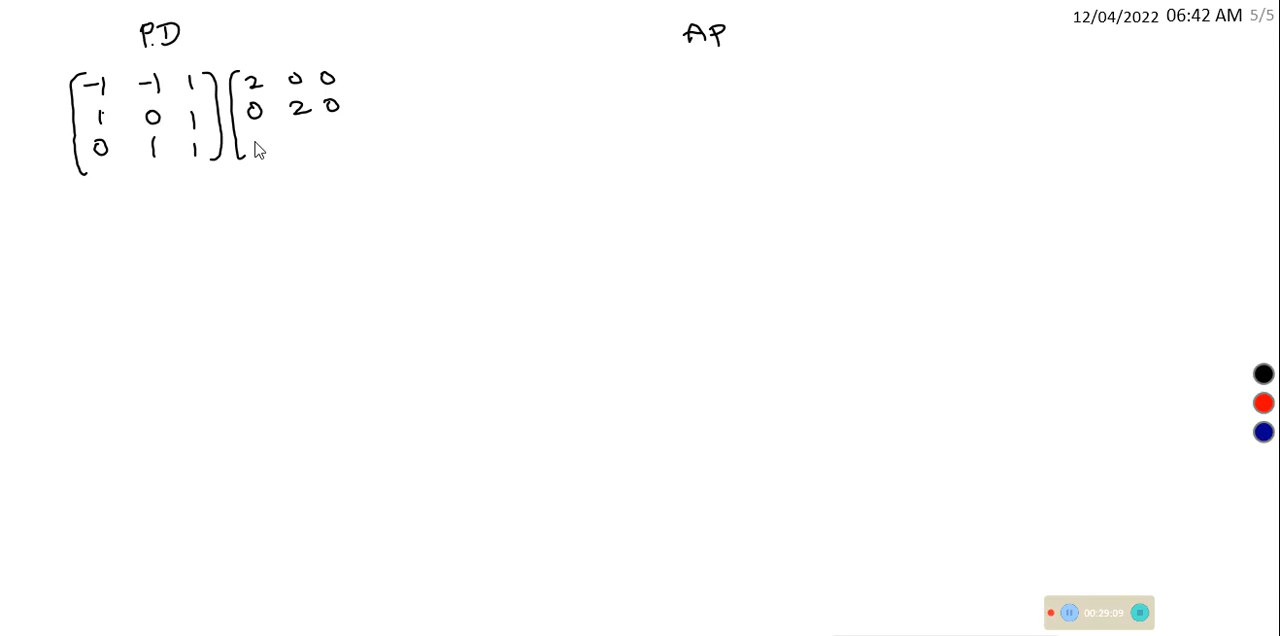 12/04/2022 06:42 AM 5/5
P.D
AP
-1 -1 1 2 0 0
1 0 1 0 2 0
0 1 1
00:29:09